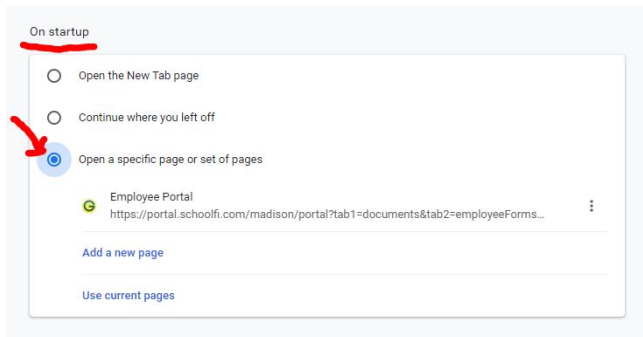 On startup
Open the New Tab page
Continue where you left off
Open a specific page or set of pages
Employee Portal
https://portal.schoolfi.com/madison/portal?tab1=documents&tab2=employeeForms...
Add a new page
Use current pages